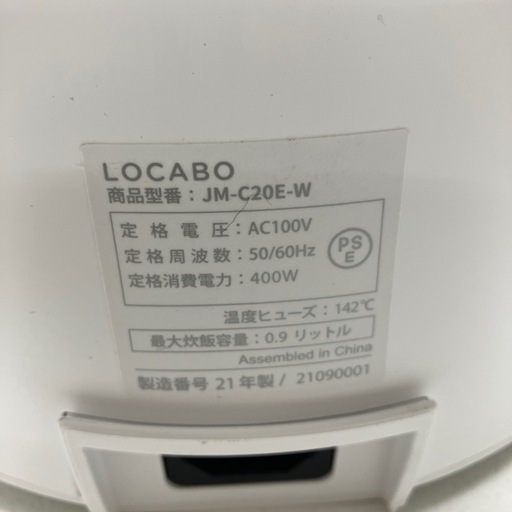 LOCABO
商品型番：JM-C20E-W
定格電圧：AC100V
定格周波数：50/60Hz
定格消費電力：400W
PS
E
温度ヒューズ：142℃
最大炊飯容量：0.9 リットル
Assembled in China
製造番号 21年製 / 21090001